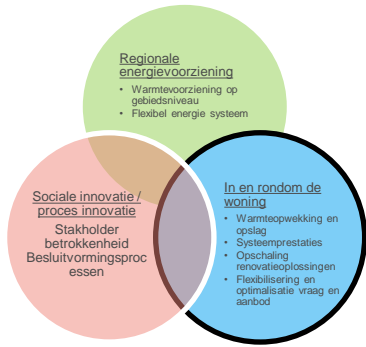 Regionale
energievoorziening
• Warmtevoorziening op
gebiedsniveau
• Flexibel energie systeem
Sociale innovatie /
proces innovatie
Stakholder
betrokkenheid
Besluitvormingsproc
essen
In en rondom de
woning
• Warmteopwekking en
opslag
• Systeemprestaties
• Opschaling
renovatieoplossingen
• Flexibilisering en
optimalisatie vraag en
aanbod